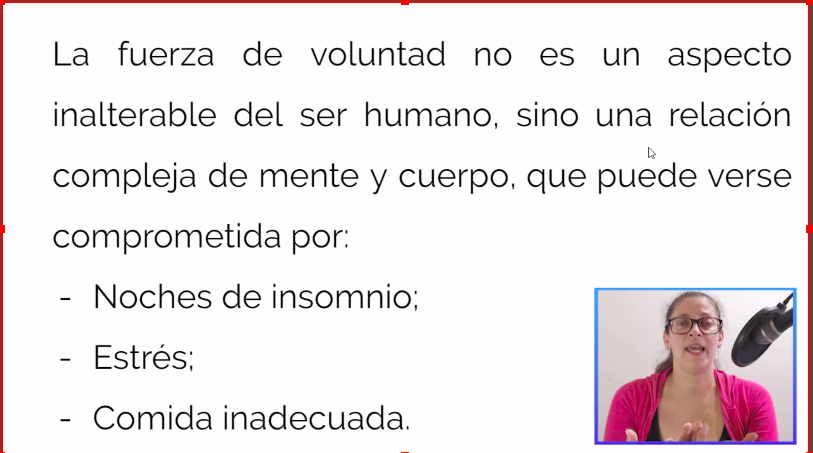 La fuerza de voluntad no es un aspecto
inalterable del ser humano, sino una relación
compleja de mente y cuerpo, que puede verse
comprometida por:
- Noches de insomnio;
- Estrés;
- Comida inadecuada.